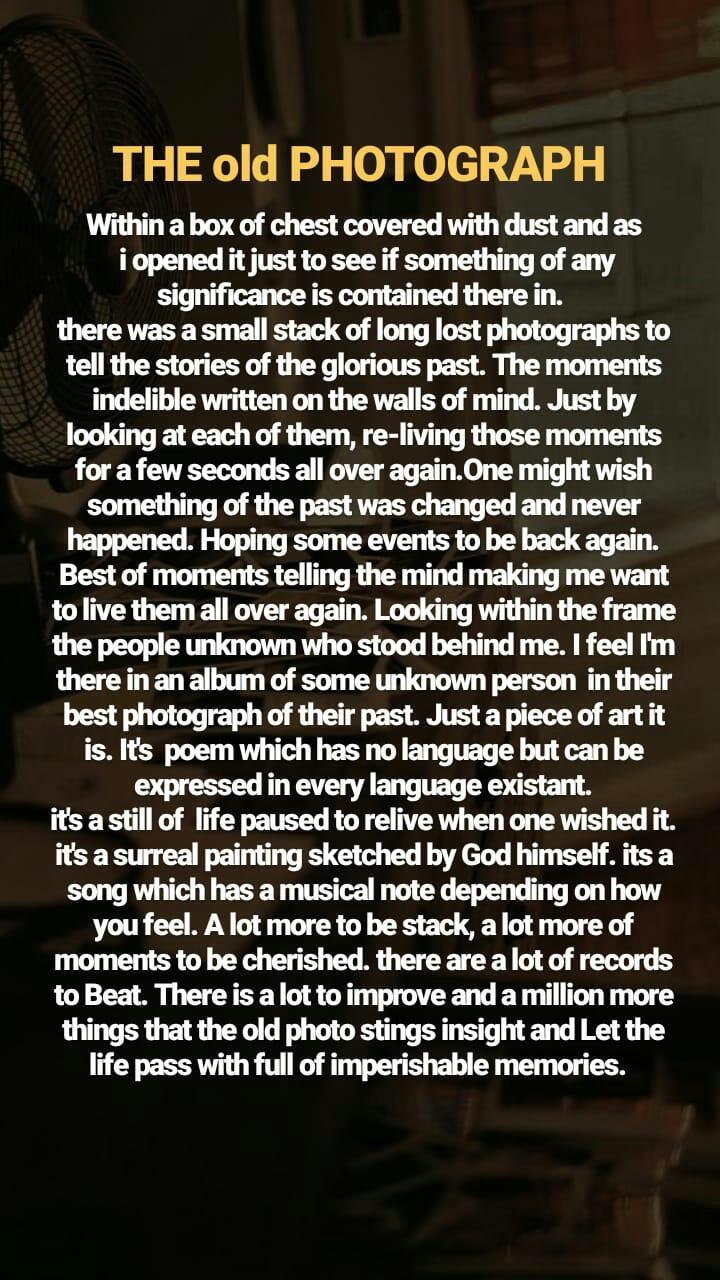 THE old PHOTOGRAPH
Within a box of chest covered with dust and as
i opened it just to see if something of any
significance is contained there in.
there was a small stack of long lost photographs to
tell the stories of the glorious past. The moments
indelible written on the walls of mind. Just by
looking at each of them, re-living those moments
for a few seconds all over again.One might wish
something of the past was changed and never
happened. Hoping some events to be back again.
Best of moments telling the mind making me want
to live them all over again. Looking within the frame
the people unknown who stood behind me. I feel I'm
there in an album of some unknown person  in their
best photograph of their past. Just a piece of art it
is. It's  poem which has no language but can be
expressed in every language existant.
it's a still of  life paused to relive when one wished it.
it's a surreal painting sketched by God himself. its a
song which has a musical note depending on how
you feel. A lot more to be stack, a lot more of
moments to be cherished. there are a lot of records
to Beat. There is a lot to improve and a million more
things that the old photo stings insight and Let the
life pass with full of imperishable memories.